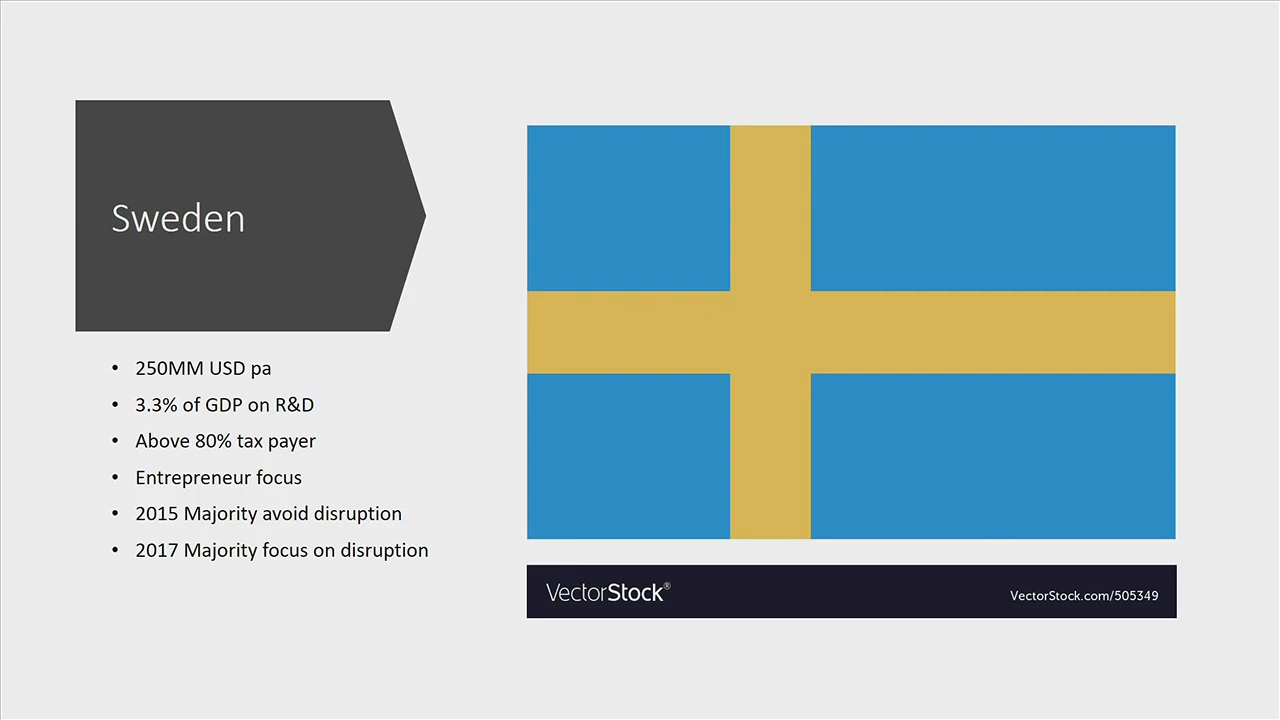 Sweden
250MM USD pa
3.3% of GDP on R&D
Above 80% tax payer
Entrepreneur focus
2015 Majority avoid disruption
2017 Majority focus on disruption
VectorStock®
VectorStock.com/505349